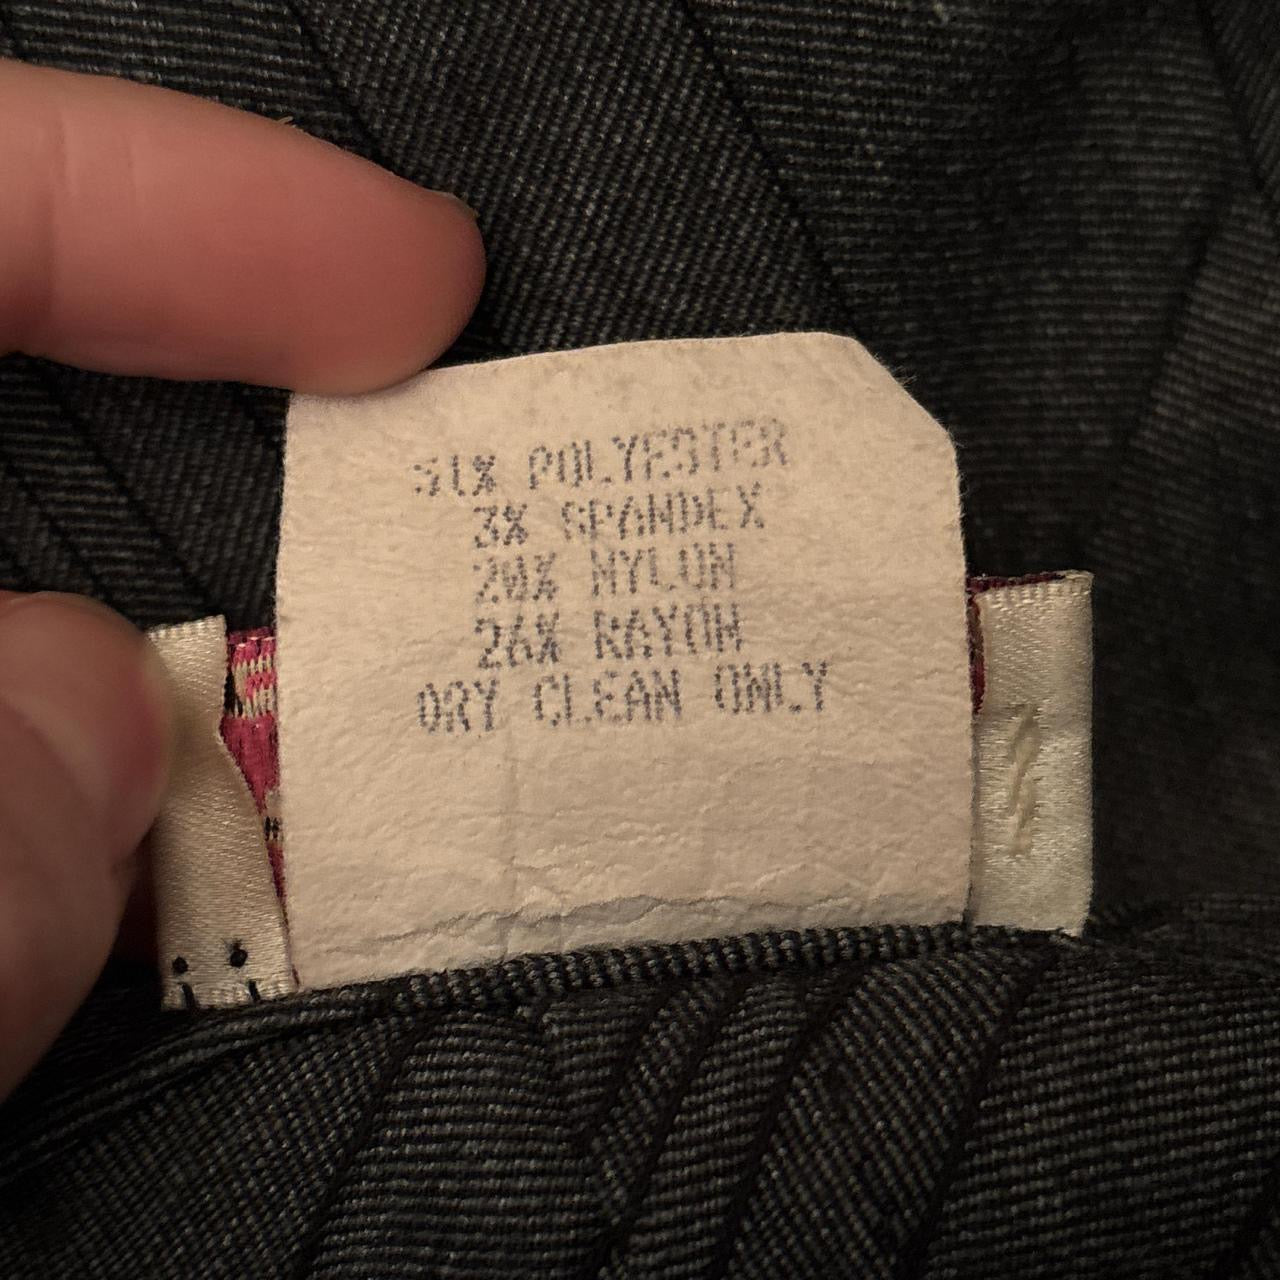 51% POLYESTER
3% SPANDEX
20% NYLON
26% RAYON
DRY CLEAN ONLY